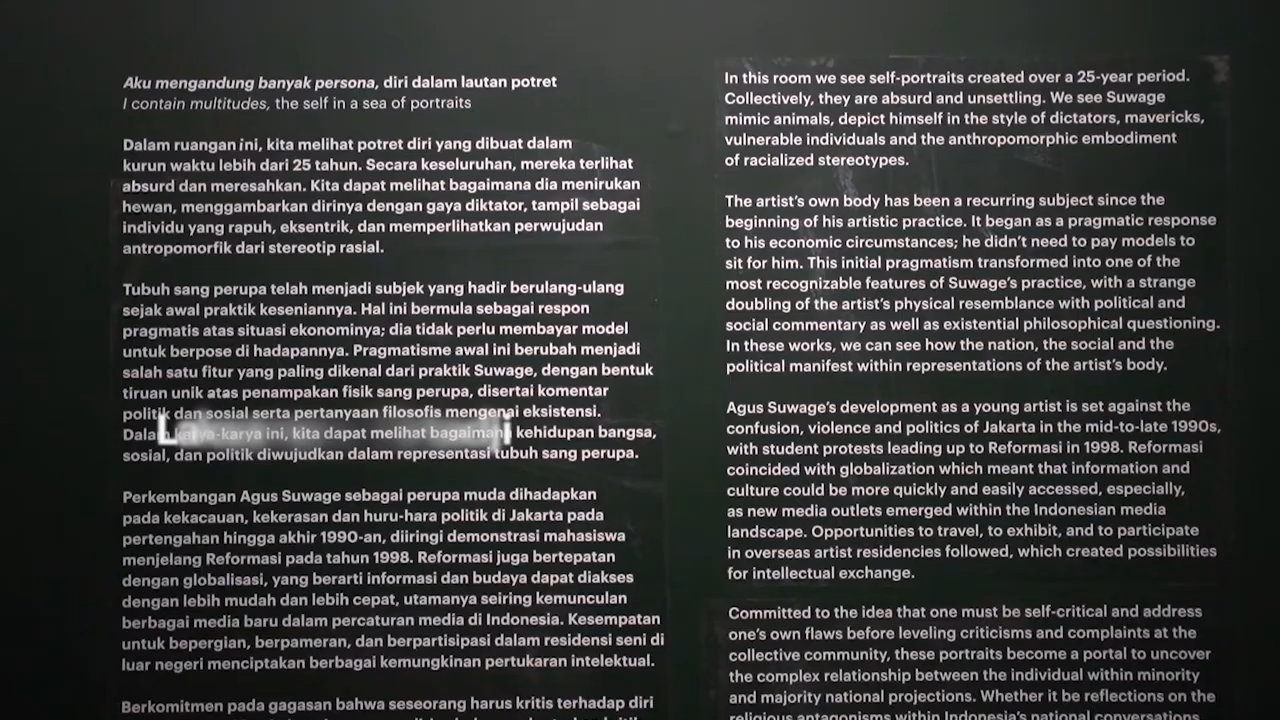 Aku mengandung banyak persona, diri dalam lautan potret
I contain multitudes, the self in a sea of portraits
Dalam ruangan ini, kita melihat potret diri yang dibuat dalam
kurun waktu lebih dari 25 tahun. Secara keseluruhan, mereka terlihat
absurd dan meresahkan. Kita dapat melihat bagaimana dia menirukan
hewan, menggambarkan dirinya dengan gaya diktator, tampil sebagai
individu yang rapuh, eksentrik, dan memperlihatkan perwujudan
antropomorfik dari stereotip rasial.
Tubuh sang perupa telah menjadi subjek yang hadir berulang-ulang
sejak awal praktik keseniannya. Hal ini bermula sebagai respon
pragmatis atas situasi ekonominya; dia tidak perlu membayar model
untuk berpose di hadapannya. Pragmatisme awal ini berubah menjadi
salah satu fitur yang paling dikenal dari praktik Suwage, dengan bentuk
tiruan unik atas penampakan fisik sang perupa, disertai komentar
politik dan sosial serta pertanyaan filosofis mengenai eksistensi.
Dalam karya-karya ini, kita dapat melihat bagaimana kehidupan bangsa,
sosial, dan politik diwujudkan dalam representasi tubuh sang perupa.
Perkembangan Agus Suwage sebagai perupa muda dihadapkan
pada kekacauan, kekerasan dan huru-hara politik di Jakarta pada
pertengahan hingga akhir 1990-an, diiringi demonstrasi mahasiswa
menjelang Reformasi pada tahun 1998. Reformasi juga bertepatan
dengan globalisasi, yang berarti informasi dan budaya dapat diakses
dengan lebih mudah dan lebih cepat, utamanya seiring kemunculan
berbagai media baru dalam percaturan media di Indonesia. Kesempatan
untuk bepergian, berpameran, dan berpartisipasi dalam residensi seni di
luar negeri menciptakan berbagai kemungkinan pertukaran intelektual.
Berkomitmen pada gagasan bahwa seseorang harus kritis terhadap diri
In this room we see self-portraits created over a 25-year period.
Collectively, they are absurd and unsettling. We see Suwage
mimic animals, depict himself in the style of dictators, mavericks,
vulnerable individuals and the anthropomorphic embodiment
of racialized stereotypes.
The artist's own body has been a recurring subject since the
beginning of his artistic practice. It began as a pragmatic response
to his economic circumstances; he didn't need to pay models to
sit for him. This initial pragmatism transformed into one of the
most recognizable features of Suwage's practice, with a strange
doubling of the artist's physical resemblance with political and
social commentary as well as existential philosophical questioning.
In these works, we can see how the nation, the social and the
political manifest within representations of the artist's body.
Agus Suwage's development as a young artist is set against the
confusion, violence and politics of Jakarta in the mid-to-late 1990s,
with student protests leading up to Reformasi in 1998. Reformasi
coincided with globalization which meant that information and
culture could be more quickly and easily accessed, especially,
as new media outlets emerged within the Indonesian media
landscape. Opportunities to travel, to exhibit, and to participate
in overseas artist residencies followed, which created possibilities
for intellectual exchange.
Committed to the idea that one must be self-critical and address
one's own flaws before leveling criticisms and complaints at the
collective community, these portraits become a portal to uncover
the complex relationship between the individual within minority
and majority national projections. Whether it be reflections on the
religious antagonisms within Indonesia's national conversations